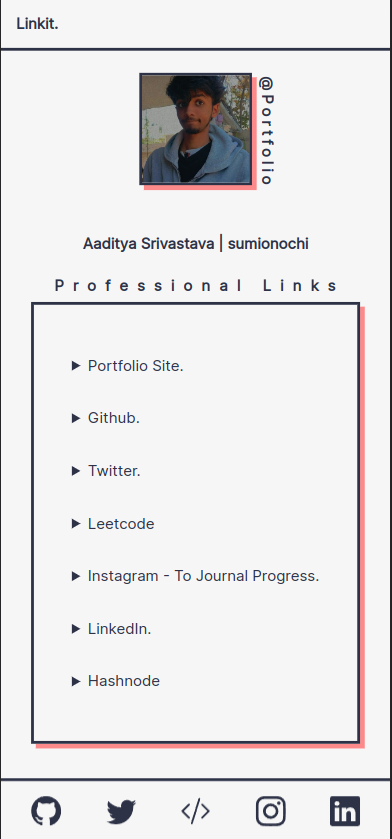 Linkit.
@Portfolio
Aaditya Srivastava | sumionochi
Professional Links
Portfolio Site.
Github.
Twitter.
Leetcode
Instagram - To Journal Progress.
LinkedIn.
Hashnode